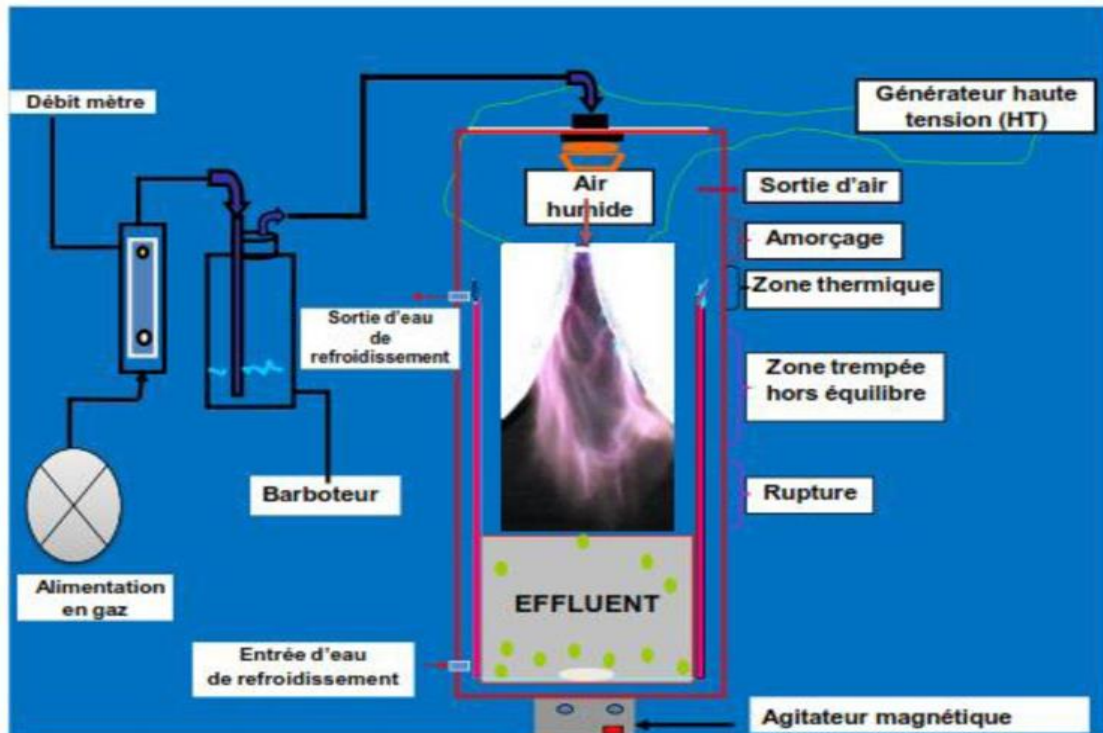 Débit mètre
Générateur haute
tension (HT)
Air
humide
Sortie d'air
Amorçage
Zone thermique
Sortie d'eau
de
refroidissement
Zone trempée
hors équilibre
Barboteur
Rupture
Alimentation
en gaz
EFFLUENT
Entrée d'eau
de refroidissement
Agitateur magnétique